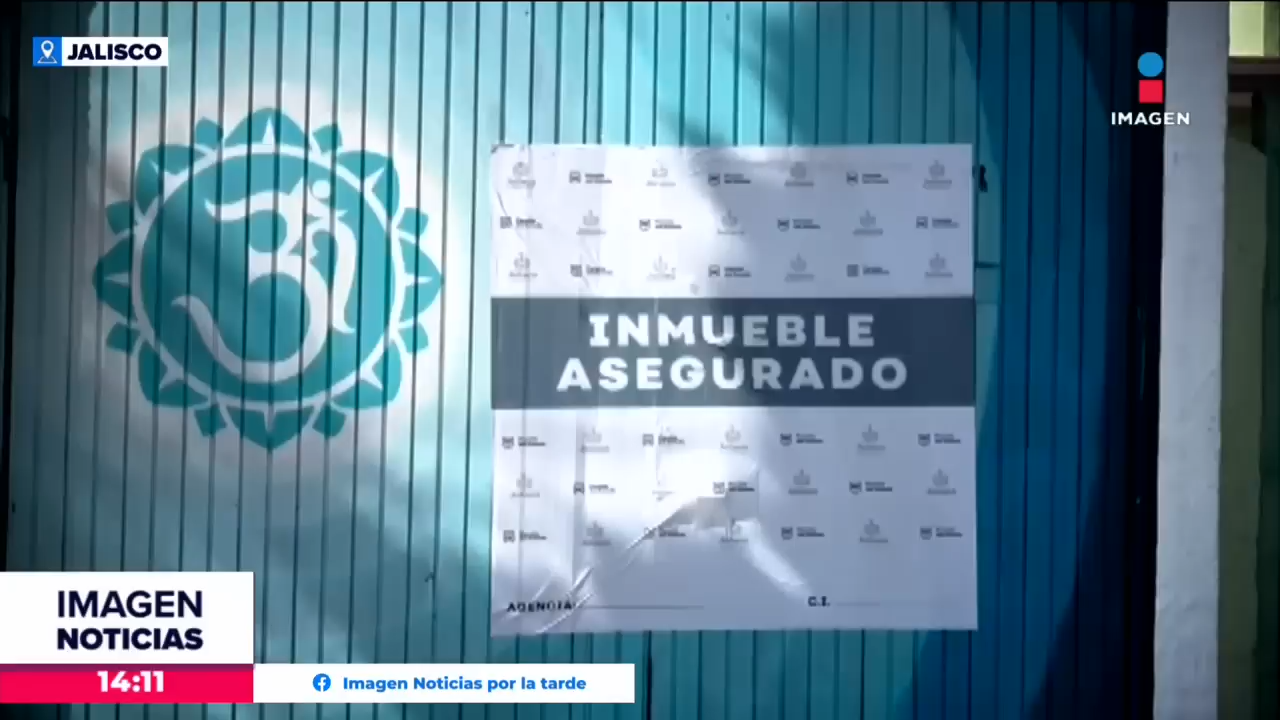 JALISCO
IMAGEN
ॐ
INMUEBLE
ASEGURADO
AGENCIA
C.I.
IMAGEN
NOTICIAS
14:11
Imagen Noticias por la tarde